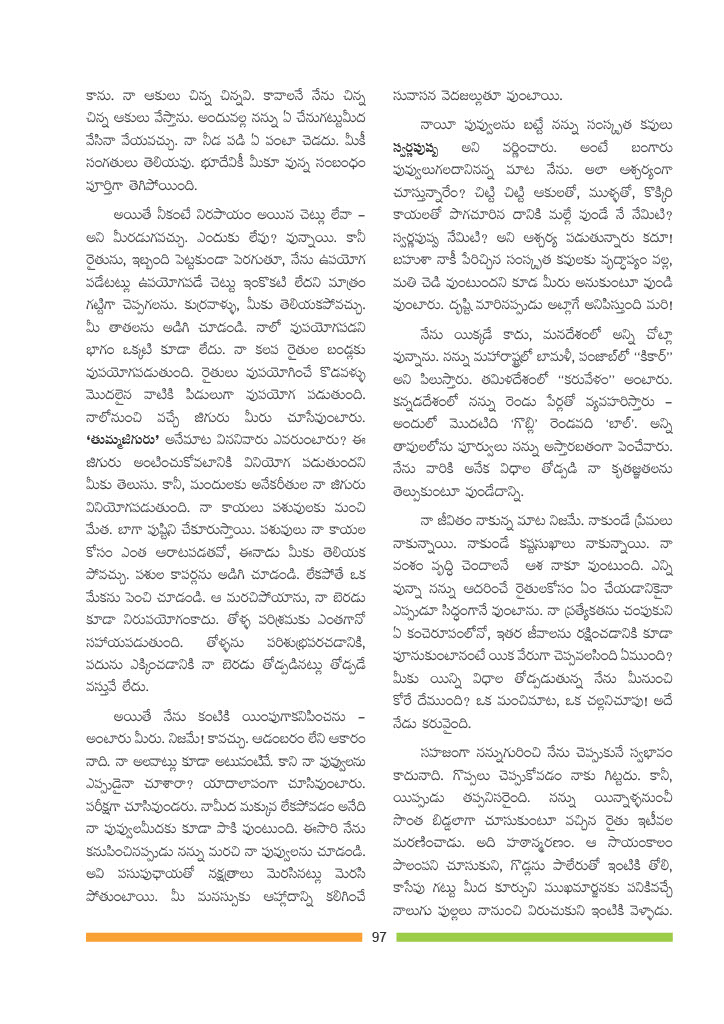 కాను. నా ఆకులు చిన్న చిన్నవి. కావాలనే నేను చిన్న
చిన్న ఆకులు వేస్తాను. అందువల్ల నన్ను ఏ చేనుగట్టుమీద
వేసినా వేయవచ్చు. నా నీడ పడి ఏ పంటా చెడదు. మీకీ
సంగతులు తెలియవు. భూదేవికీ మీకూ వున్న సంబంధం
పూర్తిగా తెగిపోయింది.
అయితే నీకంటే నిరపాయం అయిన చెట్లు లేవా –
అని మీరడుగవచ్చు. ఎందుకు లేవు? వున్నాయి. కానీ
రైతును, ఇబ్బంది పెట్టకుండా పెరగుతూ, నేను ఉపయోగ
పడేటట్లు ఉపయోగపడే చెట్టు ఇంకొకటి లేదని మాత్రం
గట్టిగా చెప్పగలను. కుర్రవాళ్ళు, మీకు తెలియకపోవచ్చు.
మీ తాతలను అడిగి చూడండి. నాలో వుపయోగపడని
భాగం ఒక్కటి కూడా లేదు. నా కలప రైతుల బండ్లకు
వుపయోగపడుతుంది. రైతులు వుపయోగించే కొడవళ్ళు
మొదలైన వాటికి పిడులుగా వుపయోగ పడుతుంది.
నాలోనుంచి వచ్చే జిగురు మీరు చూసేవుంటారు.
‘తుమ్మజిగురు’ అనేమాట విననివారు ఎవరుంటారు? ఈ
జిగురు అంటించుకోవటానికి వినియోగ పడుతుందని
మీకు తెలుసు. కానీ, మందులకు అనేకరీతుల నా జిగురు
వినియోగపడుతుంది. నా కాయలు పశువులకు మంచి
మేత. బాగా పుష్టిని చేకూరుస్తాయి. పశువులు నా కాయల
కోసం ఎంత ఆరాటపడతవో, ఈనాడు మీకు తెలియక
పోవచ్చు. పశుల కాపర్లను అడిగి చూడండి. లేకపోతే ఒక
మేకను పెంచి చూడండి. ఆ మరచిపోయాను, నా బెరడు
కూడా నిరుపయోగంకాదు. తోళ్ళ పరిశ్రమకు ఎంతగానో
సహాయపడుతుంది. తోళ్ళను పరిశుభ్రపరచడానికి,
పదును ఎక్కించడానికి నా బెరడు తోడ్పడినట్లు తోడ్పడే
వస్తువే లేదు.
అయితే నేను కంటికి యింపుగాకనిపించను –
అంటారు మీరు. నిజమే! కావచ్చు. ఆడంబరం లేని ఆకారం
నాది. నా అలవాట్లు కూడా అటువంటివే. కాని నా పువ్వులను
ఎప్పుడైనా చూశారా? యాదాలాపంగా చూసివుంటారు.
పరీక్షగా చూసివుండరు. నామీద మక్కువ లేకపోవడం అనేది
నా పువ్వులమీదకు కూడా పాకి వుంటుంది. ఈసారి నేను
కనుపించినప్పుడు నన్ను మరచి నా పువ్వులను చూడండి.
అవి పసుపుఛాయతో నక్షత్రాలు మెరసినట్లు మెరసి
పోతుంటాయి. మీ మనస్సుకు ఆహ్లాదాన్ని కలిగించే
సువాసన వెదజల్లుతూ వుంటాయి.
నాయీ పువ్వులను బట్టే నన్ను సంస్కృత కవులు
స్వర్ణపుష్ప అని వర్ణించారు. అంటే బంగారు
పువ్వులుగలదానినన్న మాట నేను. అలా ఆశ్చర్యంగా
చూస్తున్నారేం? చిట్టి చిట్టి ఆకులతో, ముళ్ళతో, కొక్కిరి
కాయలతో పొగచూరిన దానికి మల్లే వుండే నే నేమిటి?
స్వర్ణపుష్ప నేమిటి? అని ఆశ్చర్య పడుతున్నారు కదూ!
బహుశా నాకీ పేరిచ్చిన సంస్కృత కవులకు వృద్ధాప్యం వల్ల,
మతి చెడి వుంటుందని కూడ మీరు అనుకుంటూ వుండి
వుంటారు. దృష్టి మారినప్పుడు అట్లాగే అనిపిస్తుంది మరి!
నేను యిక్కడే కాదు, మనదేశంలో అన్ని చోట్లా
వున్నాను. నన్ను మహారాష్ట్రలో బామళీ, పంజాబ్‌లో “కికార్”
అని పిలుస్తారు. తమిళదేశంలో “కరువేళం” అంటారు.
కన్నడదేశంలో నన్ను రెండు పేర్లతో వ్యవహరిస్తారు –
అందులో మొదటిది ‘గొబ్లి’ రెండవది ‘బాల్’. అన్ని
తావులలోను పూర్వులు నన్ను అస్తారబతంగా పెంచేవారు.
నేను వారికి అనేక విధాల తోడ్పడి నా కృతజ్ఞతలను
తెల్పుకుంటూ వుండేదాన్ని.
నా జీవితం నాకున్న మాట నిజమే. నాకుండే ప్రేమలు
నాకున్నాయి. నాకుండే కష్టసుఖాలు నాకున్నాయి. నా
వంశం వృద్ధి చెందాలనే ఆశ నాకూ వుంటుంది. ఎన్ని
వున్నా నన్ను ఆదరించే రైతులకోసం ఏం చేయడానికైనా
ఎప్పుడూ సిద్ధంగానే వుంటాను. నా ప్రత్యేకతను చంపుకుని
ఏ కంచెరూపంలోనో, ఇతర జీవాలను రక్షించడానికి కూడా
పూనుకుంటానంటే యిక వేరుగా చెప్పవలసింది ఏముంది?
మీకు యిన్ని విధాల తోడ్పడుతున్న నేను మీనుంచి
కోరే దేముంది? ఒక మంచిమాట, ఒక చల్లనిచూపు! అదే
నేడు కరువైంది.
సహజంగా నన్నుగురించి నేను చెప్పుకునే స్వభావం
కాదునాది. గొప్పలు చెప్పుకోవడం నాకు గిట్టదు. కానీ,
యిప్పుడు తప్పనిసరైంది. నన్ను యిన్నాళ్ళనుంచీ
సొంత బిడ్డలాగా చూసుకుంటూ వచ్చిన రైతు ఇటీవల
మరణించాడు. అది హఠాన్మరణం. ఆ సాయంకాలం
పొలంపని చూసుకుని, గొడ్లను పాలేరుతో ఇంటికి తోలి,
కాసేపు గట్టు మీద కూర్చుని ముఖమార్జనకు పనికివచ్చే
నాలుగు పుల్లలు నానుంచి విరుచుకుని ఇంటికి వెళ్ళాడు.
97